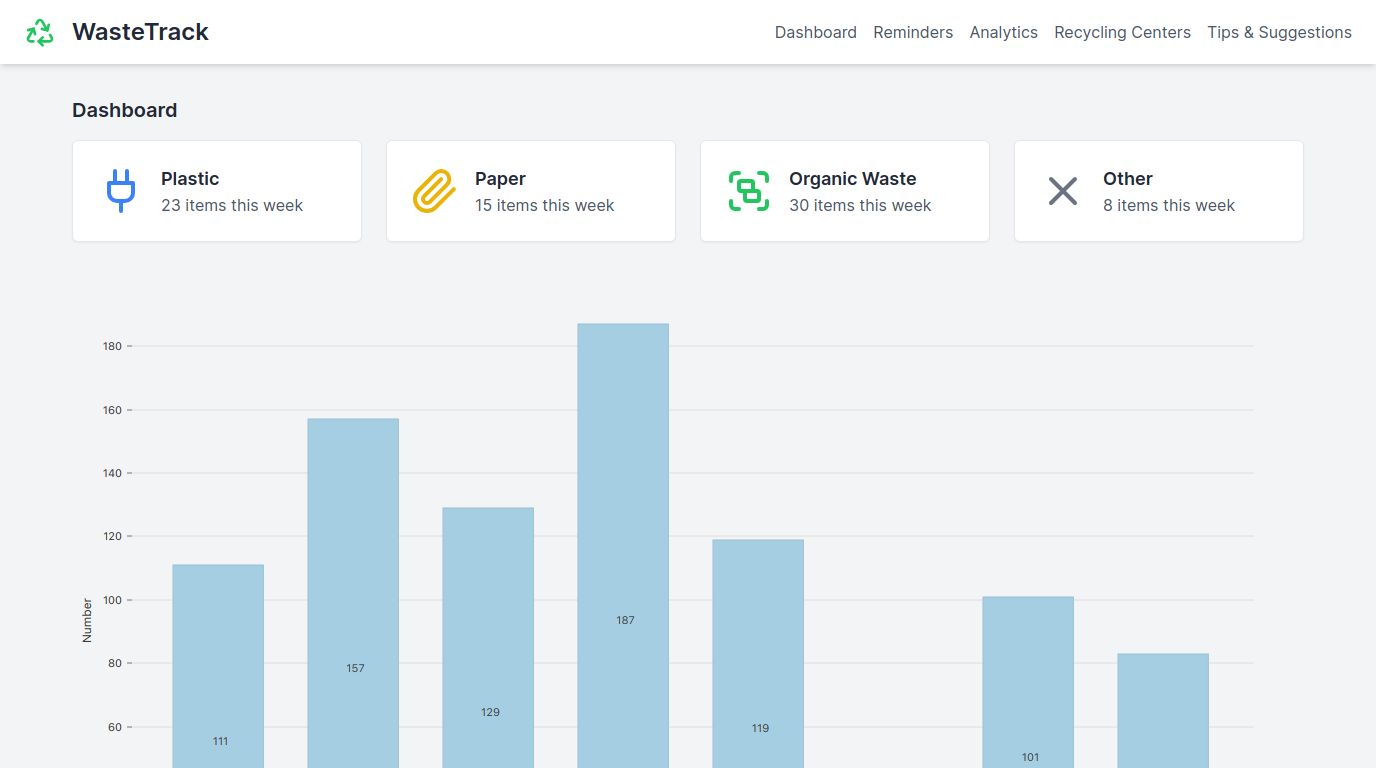 WasteTrack
Dashboard Reminders Analytics Recycling Centers Tips & Suggestions
Dashboard
Plastic
23 items this week
Paper
15 items this week
Organic Waste
30 items this week
Other
8 items this week
Number
180
160
140
120
100
80
60
111
157
129
187
119
101